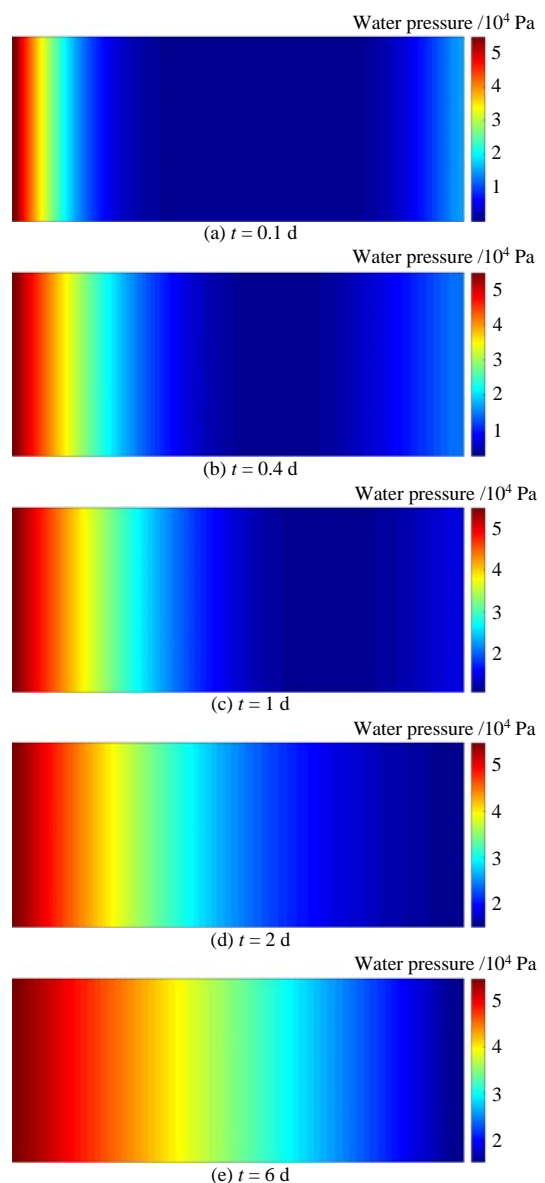 Water pressure /10⁴ Pa
5
4
3
2
1
(a) t = 0.1 d
Water pressure /10⁴ Pa
5
4
3
2
1
(b) t = 0.4 d
Water pressure /10⁴ Pa
5
4
3
2
(c) t = 1 d
Water pressure /10⁴ Pa
5
4
3
2
(d) t = 2 d
Water pressure /10⁴ Pa
5
4
3
2
(e) t = 6 d